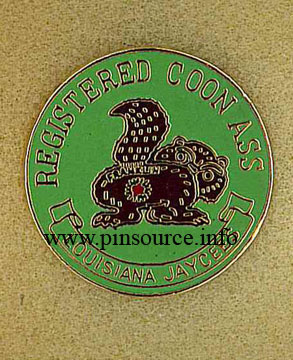 REGISTERED COON ASS
www.pinsource.info
LOUISIANA JAYCEES